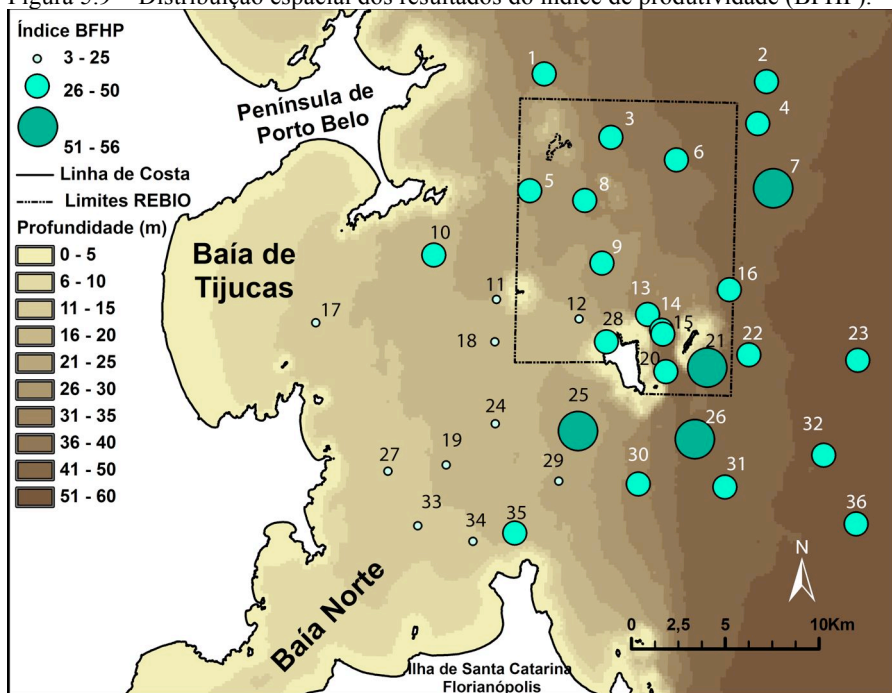 Figura 5.9 – Distribuição espacial dos resultados do índice de produtividade (BFHP).
Índice BFHP
3 - 25
26 - 50
51 - 56
Linha de Costa
Limites REBIO
Profundidade (m)
0 - 5
6 - 10
11 - 15
16 - 20
21 - 25
26 - 30
31 - 35
36 - 40
41 - 50
51 - 60
Península de
Porto Belo
Baía de
Tijucas
Baía Norte
Ilha de Santa Catarina
Florianópolis
1
2
3
4
5
6
7
8
9
10
11
12
13
14
15
16
17
18
19
20
21
22
23
24
25
26
27
28
29
30
31
32
33
34
35
36
N
0 2,5 5 10Km